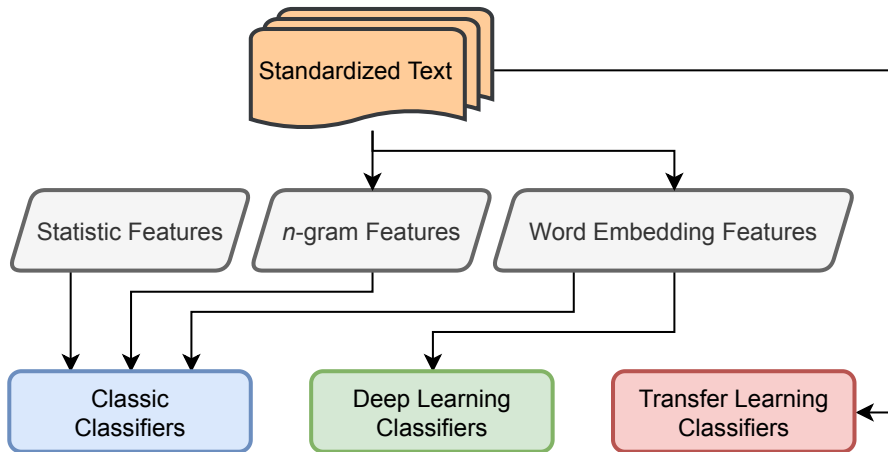 Standardized Text
Statistic Features
n-gram Features
Word Embedding Features
Classic
Classifiers
Deep Learning
Classifiers
Transfer Learning
Classifiers